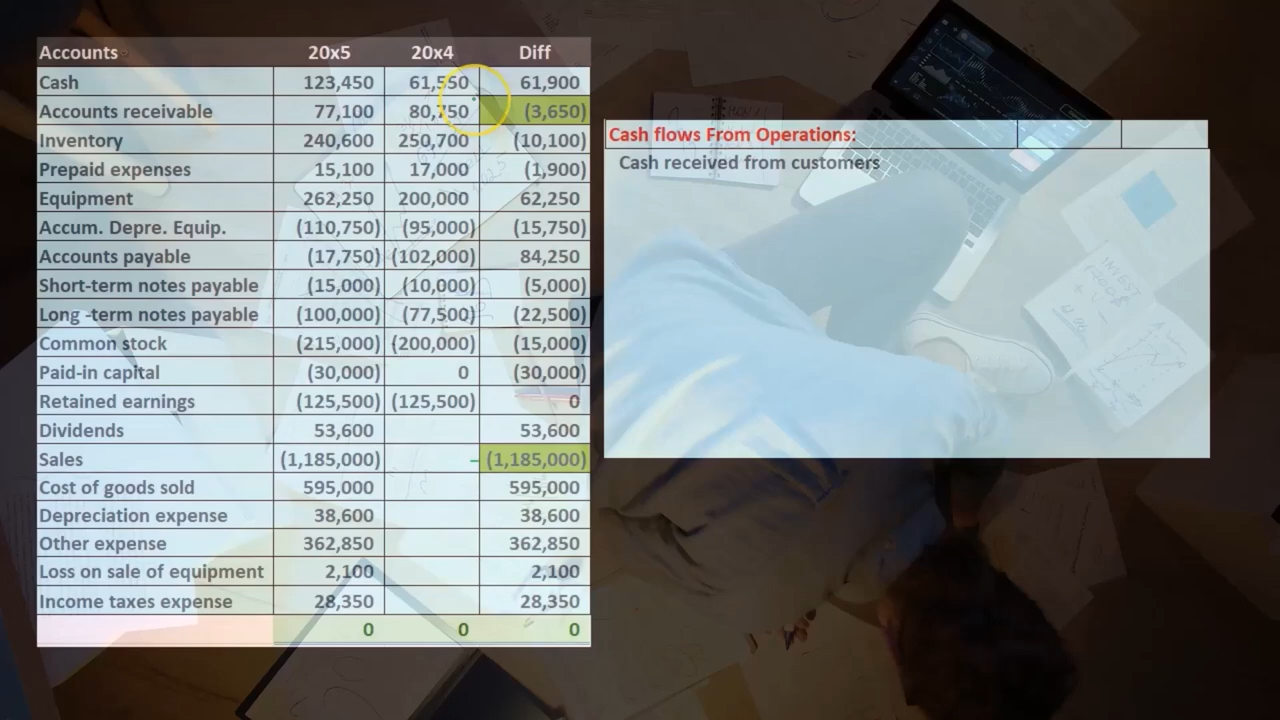 Accounts 20x5 20x4 Diff
Cash 123,450 61,550 61,900
Accounts receivable 77,100 80,750 (3,650)
Inventory 240,600 250,700 (10,100)
Prepaid expenses 15,100 17,000 (1,900)
Equipment 262,250 200,000 62,250
Accum. Depre. Equip. (110,750) (95,000) (15,750)
Accounts payable (17,750) (102,000) 84,250
Short-term notes payable (15,000) (10,000) (5,000)
Long -term notes payable (100,000) (77,500) (22,500)
Common stock (215,000) (200,000) (15,000)
Paid-in capital (30,000) 0 (30,000)
Retained earnings (125,500) (125,500) 0
Dividends 53,600 53,600
Sales (1,185,000) (1,185,000)
Cost of goods sold 595,000 595,000
Depreciation expense 38,600 38,600
Other expense 362,850 362,850
Loss on sale of equipment 2,100 2,100
Income taxes expense 28,350 28,350
0 0 0
Cash flows From Operations:
Cash received from customers